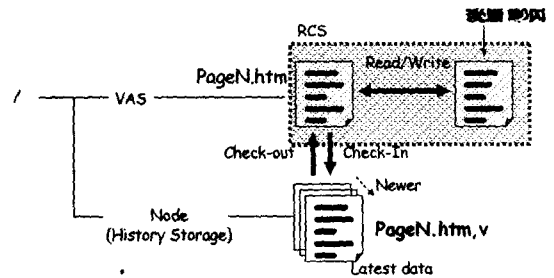 RCS
PageN.htm
Read/Write
/
VAS
Check-out
Check-In
Newer
Node
(History Storage)
PageN.htm,v
Latest data